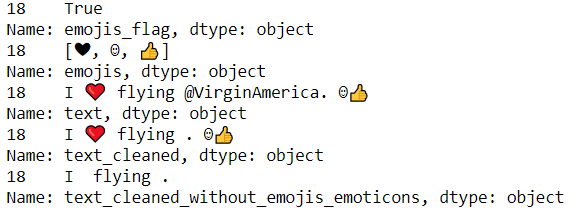 18    True
Name: emojis_flag, dtype: object
18    [🖤, ☺, 👍]
Name: emojis, dtype: object
18    I ❤️ flying @VirginAmerica. ☺👍
Name: text, dtype: object
18    I ❤️ flying . ☺👍
Name: text_cleaned, dtype: object
18    I  flying .
Name: text_cleaned_without_emojis_emoticons, dtype: object